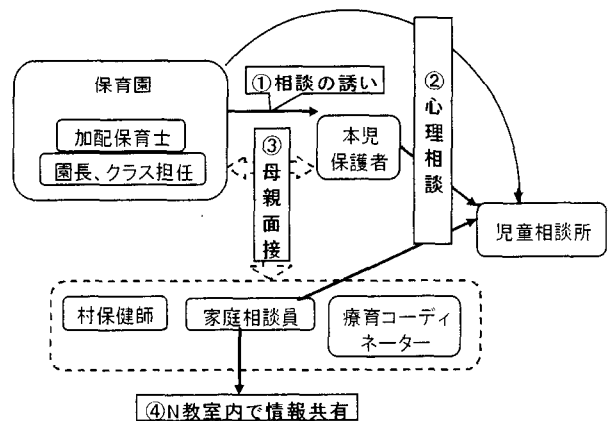 保育園
加配保育士
園長、クラス担任
①相談の誘い
本児
保護者
②心理相談
③母親面接
児童相談所
村保健師
家庭相談員
療育コーディ
ネーター
④N教室内で情報共有